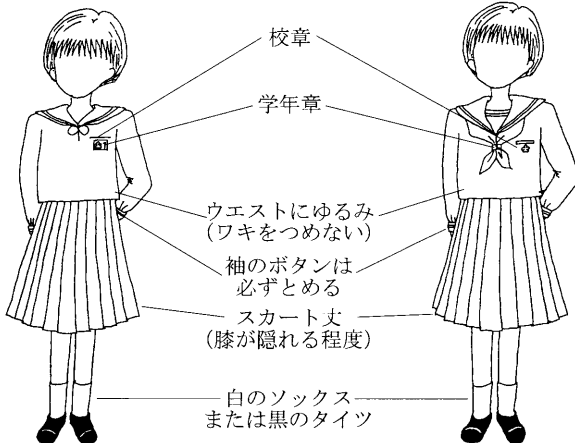 校章
学年章
ウエストにゆるみ
(ワキをつめない)
袖のボタンは
必ずとめる
スカート丈
(膝が隠れる程度)
白のソックス
または黒のタイツ